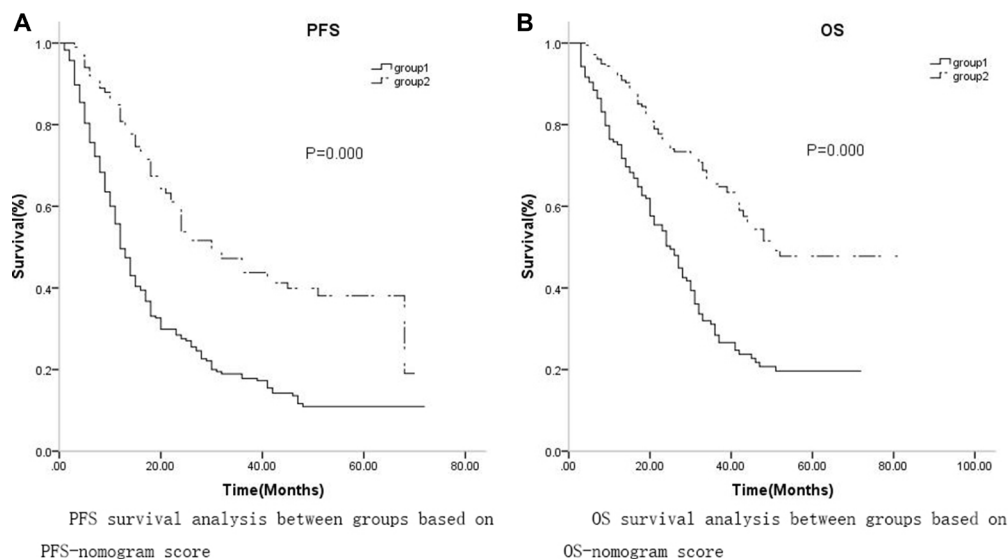 A
PFS
group1
group2
P=0.000
1.0
0.8
0.6
0.4
0.2
0.0
Survival(%)
.00 20.00 40.00 60.00 80.00
Time(Months)
PFS survival analysis between groups based on
PFS-nomogram score
B
OS
group1
group2
P=0.000
1.0
0.8
0.6
0.4
0.2
0.0
Survival(%)
.00 20.00 40.00 60.00 80.00 100.00
Time(Months)
OS survival analysis between groups based on
OS-nomogram score